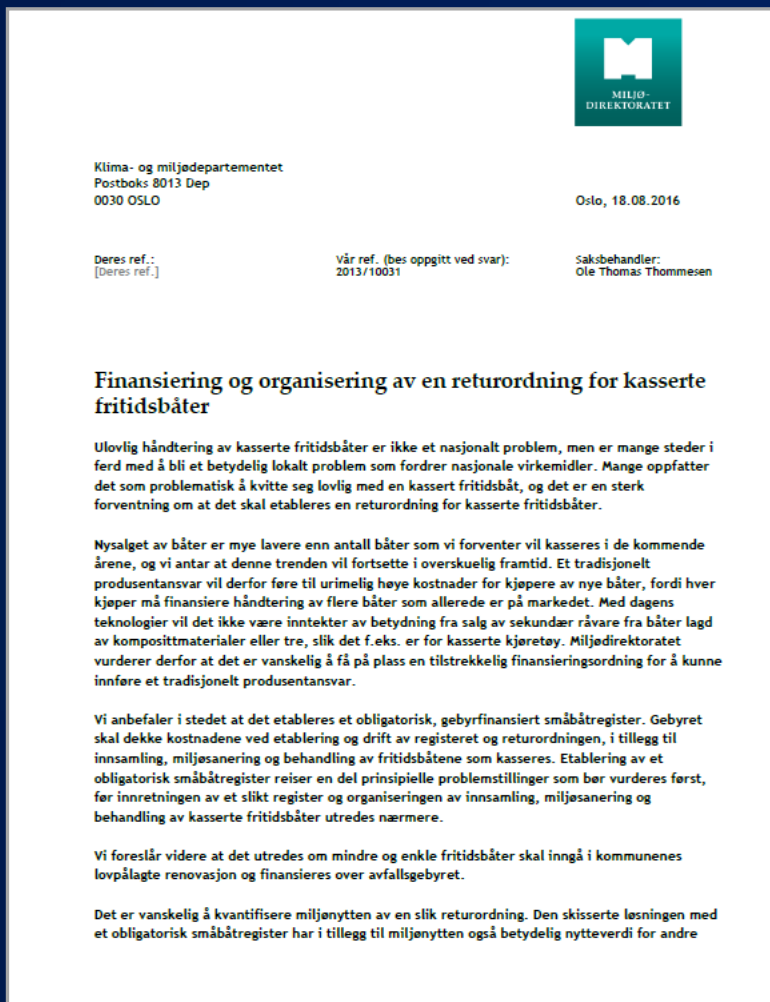 MILJØ-
DIREKTORATET
Klima- og miljødepartementet
Postboks 8013 Dep
0030 OSLO
Oslo, 18.08.2016
Deres ref.:
[Deres ref.]
Vår ref. (bes oppgitt ved svar):
2013/10031
Saksbehandler:
Ole Thomas Thommesen
Finansiering og organisering av en returordning for kasserte
fritidsbåter
Ulovlig håndtering av kasserte fritidsbåter er ikke et nasjonalt problem, men er mange steder i
ferd med å bli et betydelig lokalt problem som fordrer nasjonale virkemidler. Mange oppfatter
det som problematisk å kvitte seg lovlig med en kassert fritidsbåt, og det er en sterk
forventning om at det skal etableres en returordning for kasserte fritidsbåter.
Nysalget av båter er mye lavere enn antall båter som vi forventer vil kasseres i de kommende
årene, og vi antar at denne trenden vil fortsette i overskuelig framtid. Et tradisjonelt
produsentansvar vil derfor føre til urimelig høye kostnader for kjøpere av nye båter, fordi hver
kjøper må finansiere håndtering av flere båter som allerede er på markedet. Med dagens
teknologier vil det ikke være inntekter av betydning fra salg av sekundær råvare fra båter lagd
av komposittmaterialer eller tre, slik det f.eks. er for kasserte kjøretøy. Miljødirektoratet
vurderer derfor at det er vanskelig å få på plass en tilstrekkelig finansieringsordning for å kunne
innføre et tradisjonelt produsentansvar.
Vi anbefaler i stedet at det etableres et obligatorisk, gebyrfinansiert småbåtregister. Gebyret
skal dekke kostnadene ved etablering og drift av registeret og returordningen, i tillegg til
innsamling, miljøsanering og behandling av fritidsbåtene som kasseres. Etablering av et
obligatorisk småbåtregister reiser en del prinsipielle problemstillinger som bør vurderes først,
før innretningen av et slikt register og organiseringen av innsamling, miljøsanering og
behandling av kasserte fritidsbåter utredes nærmere.
Vi foreslår videre at det utredes om mindre og enkle fritidsbåter skal inngå i kommunenes
lovpålagte renovasjon og finansieres over avfallsgebyret.
Det er vanskelig å kvantifisere miljønytten av en slik returordning. Den skisserte løsningen med
et obligatorisk småbåtregister har i tillegg til miljønytten også betydelig nytteverdi for andre